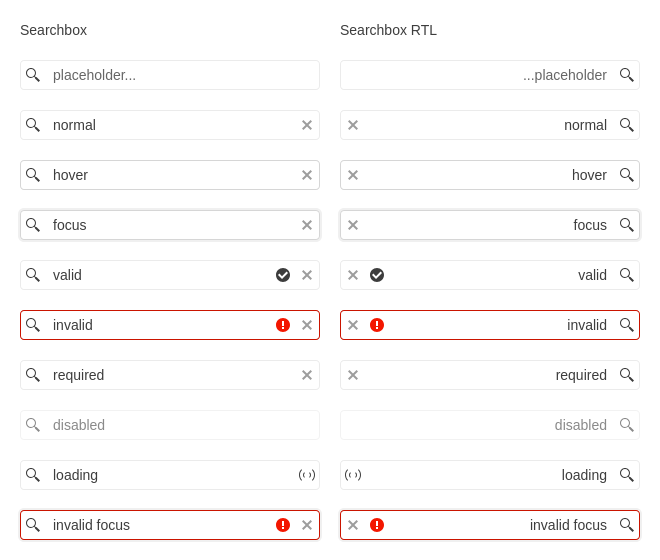 Searchbox Searchbox RTL
placeholder... ...placeholder
normal normal
hover hover
focus focus
valid valid
invalid invalid
required required
disabled disabled
loading loading
invalid focus invalid focus